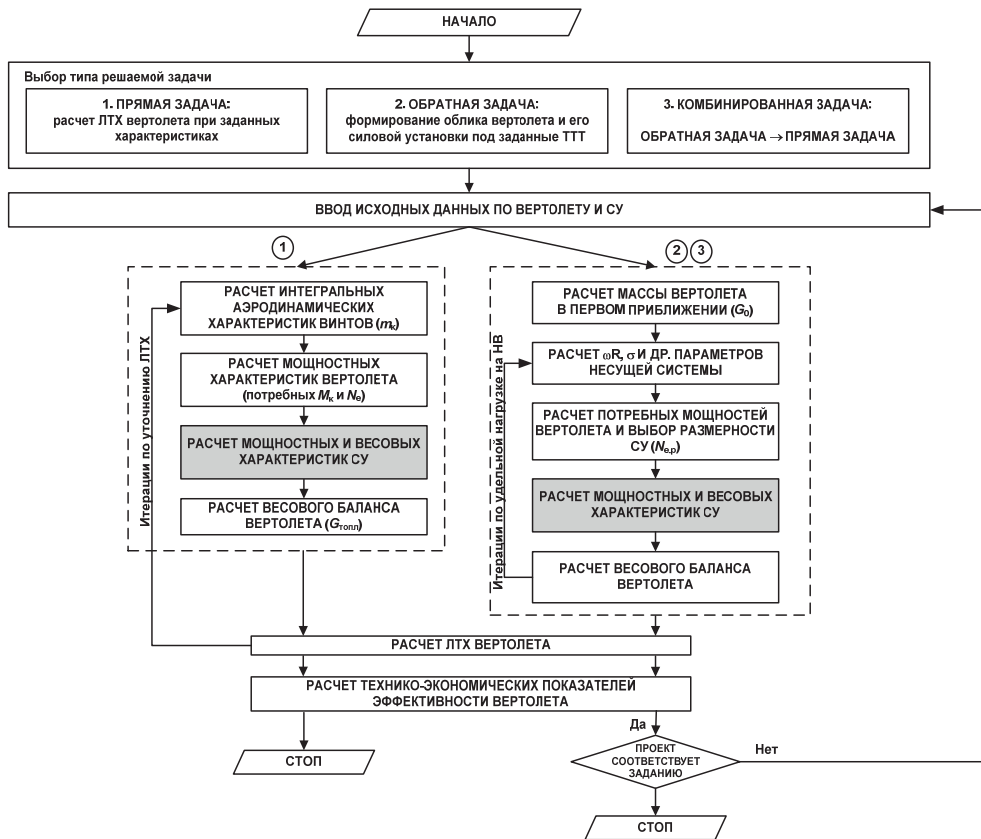 НАЧАЛО
Выбор типа решаемой задачи
1. ПРЯМАЯ ЗАДАЧА:
расчет ЛТХ вертолета при заданных
характеристиках
2. ОБРАТНАЯ ЗАДАЧА:
формирование облика вертолета и его
силовой установки под заданные ТТТ
3. КОМБИНИРОВАННАЯ ЗАДАЧА:
ОБРАТНАЯ ЗАДАЧА → ПРЯМАЯ ЗАДАЧА
ВВОД ИСХОДНЫХ ДАННЫХ ПО ВЕРТОЛЕТУ И СУ
1
2 3
Итерации по уточнению ЛТХ
РАСЧЕТ ИНТЕГРАЛЬНЫХ
АЭРОДИНАМИЧЕСКИХ
ХАРАКТЕРИСТИК ВИНТОВ (mк)
РАСЧЕТ МОЩНОСТНЫХ
ХАРАКТЕРИСТИК ВЕРТОЛЕТА
(потребных Mк и Ne)
РАСЧЕТ МОЩНОСТНЫХ И ВЕСОВЫХ
ХАРАКТЕРИСТИК СУ
РАСЧЕТ ВЕСОВОГО БАЛАНСА
ВЕРТОЛЕТА (Gтопл)
Итерации по удельной нагрузке на НВ
РАСЧЕТ МАССЫ ВЕРТОЛЕТА
В ПЕРВОМ ПРИБЛИЖЕНИИ (G0)
РАСЧЕТ ωR, σ И ДР. ПАРАМЕТРОВ
НЕСУЩЕЙ СИСТЕМЫ
РАСЧЕТ ПОТРЕБНЫХ МОЩНОСТЕЙ
ВЕРТОЛЕТА И ВЫБОР РАЗМЕРНОСТИ
СУ (Ne.p)
РАСЧЕТ МОЩНОСТНЫХ И ВЕСОВЫХ
ХАРАКТЕРИСТИК СУ
РАСЧЕТ ВЕСОВОГО БАЛАНСА
ВЕРТОЛЕТА
РАСЧЕТ ЛТХ ВЕРТОЛЕТА
РАСЧЕТ ТЕХНИКО-ЭКОНОМИЧЕСКИХ ПОКАЗАТЕЛЕЙ
ЭФФЕКТИВНОСТИ ВЕРТОЛЕТА
Да
СТОП
ПРОЕКТ
СООТВЕТСТВУЕТ
ЗАДАНИЮ
Нет
СТОП